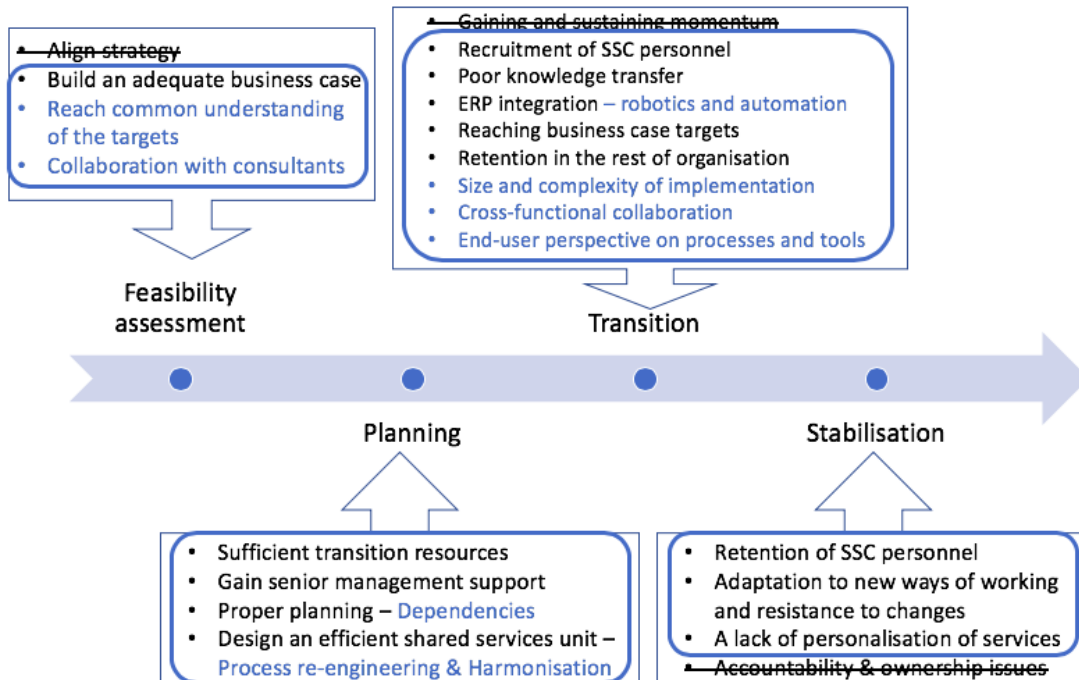 • Align strategy
• Build an adequate business case
• Reach common understanding
of the targets
• Collaboration with consultants
• Gaining and sustaining momentum
• Recruitment of SSC personnel
• Poor knowledge transfer
• ERP integration – robotics and automation
• Reaching business case targets
• Retention in the rest of organisation
• Size and complexity of implementation
• Cross-functional collaboration
• End-user perspective on processes and tools
Feasibility
assessment
Transition
Planning
Stabilisation
• Sufficient transition resources
• Gain senior management support
• Proper planning – Dependencies
• Design an efficient shared services unit –
Process re-engineering & Harmonisation
• Retention of SSC personnel
• Adaptation to new ways of working
and resistance to changes
• A lack of personalisation of services
• Accountability & ownership issues